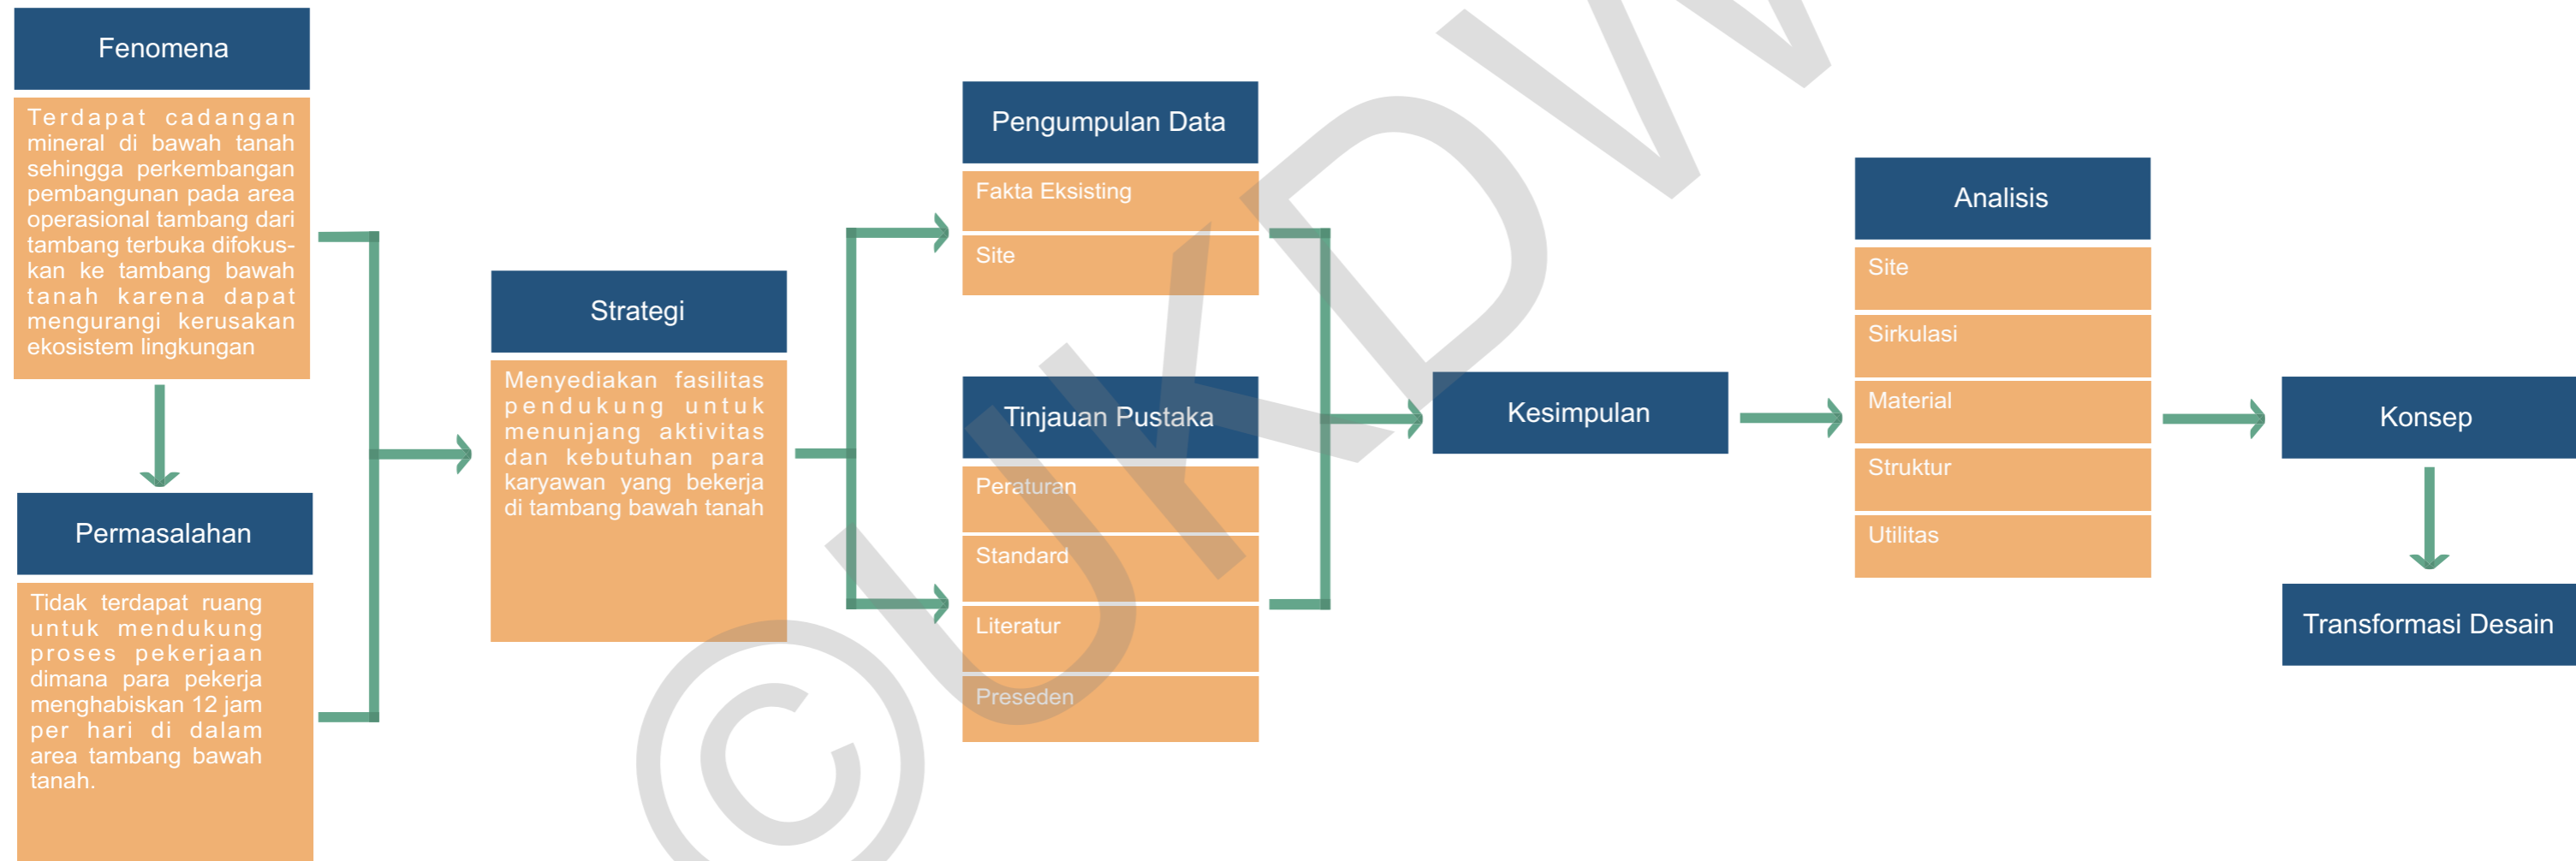 Fenomena
Terdapat cadangan
mineral di bawah tanah
sehingga perkembangan
pembangunan pada area
operasional tambang dari
tambang terbuka difokus-
kan ke tambang bawah
tanah karena dapat
mengurangi kerusakan
ekosistem lingkungan
Permasalahan
Tidak terdapat ruang
untuk mendukung
proses pekerjaan
dimana para pekerja
menghabiskan 12 jam
per hari di dalam
area tambang bawah
tanah.
Strategi
Menyediakan fasilitas
pendukung untuk
menunjang aktivitas
dan kebutuhan para
karyawan yang bekerja
di tambang bawah tanah
Pengumpulan Data
Fakta Eksisting
Site
Tinjauan Pustaka
Peraturan
Standard
Literatur
Preseden
Kesimpulan
Analisis
Site
Sirkulasi
Material
Struktur
Utilitas
Konsep
Transformasi Desain
©UKDW